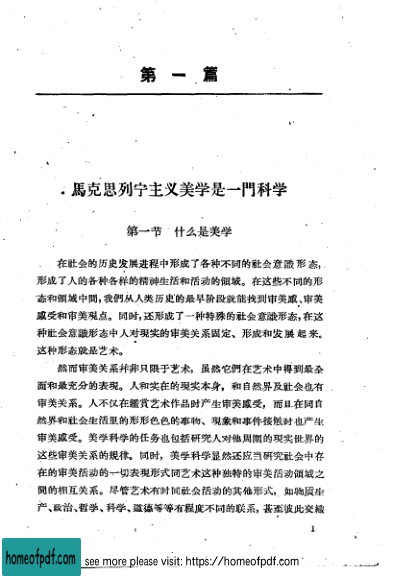 第一篇
馬克思列宁主义美学是一門科学
第一节 什么是美学
在社会的历史发展进程中形成了各种不同的社会意識形态,
形成了人的各种各样的精神生活和活动的領域。在这些不同的形
态和領域中間,我們从人类历史的最早阶段就能找到审美感、审美
感受和审美覌点。同时,还形成了一种特殊的社会意識形态,在这
种社会意識形态中人对现实的审美关系固定、形成和发展起来。
这种形态就是艺术。
然而审美关系并非只限于艺术,虽然它們在艺术中得到最全
面和最充分的表现。人和实在的现实本身,和自然界及社会也有
审美关系。人不仅在鑑賞艺术作品时产生审美感受,而且在同自
然界和社会生活里的形形色色的事物、现象和事件接触时也产生
审美感受。美学科学的任务也包括研究人对他周圍的现实世界的
这些审美关系的規律。同时,美学科学显然还应当研究社会中存
在的审美活动的一切表现形式同艺术这种独特的审美活动領域之
間的相互关系。尽管艺术有时同社会活动的其他形式,如物质生
产、政治、哲学、科学、道德等等有程度不同的联系,甚至彼此交織
1
homeofpdf.com
see more please visit: https://homeofpdf.com